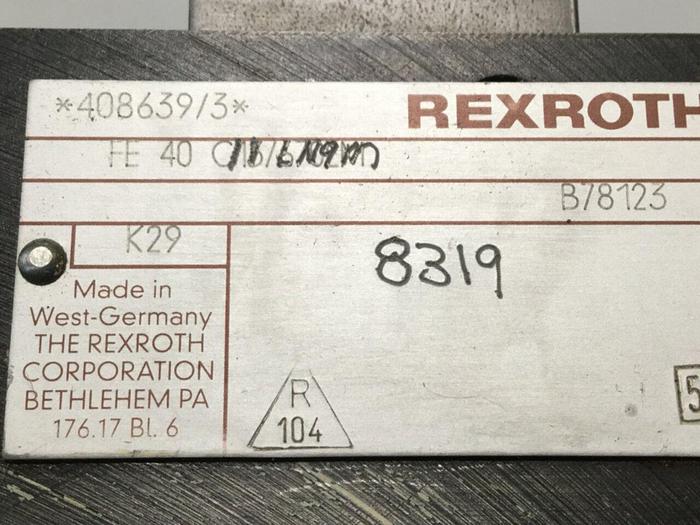 *408639/3* REXROTH
FE 40
B78123
K29
8319
Made in
West-Germany
THE REXROTH
CORPORATION
BETHLEHEM PA
176.17 Bl. 6
R
104
5